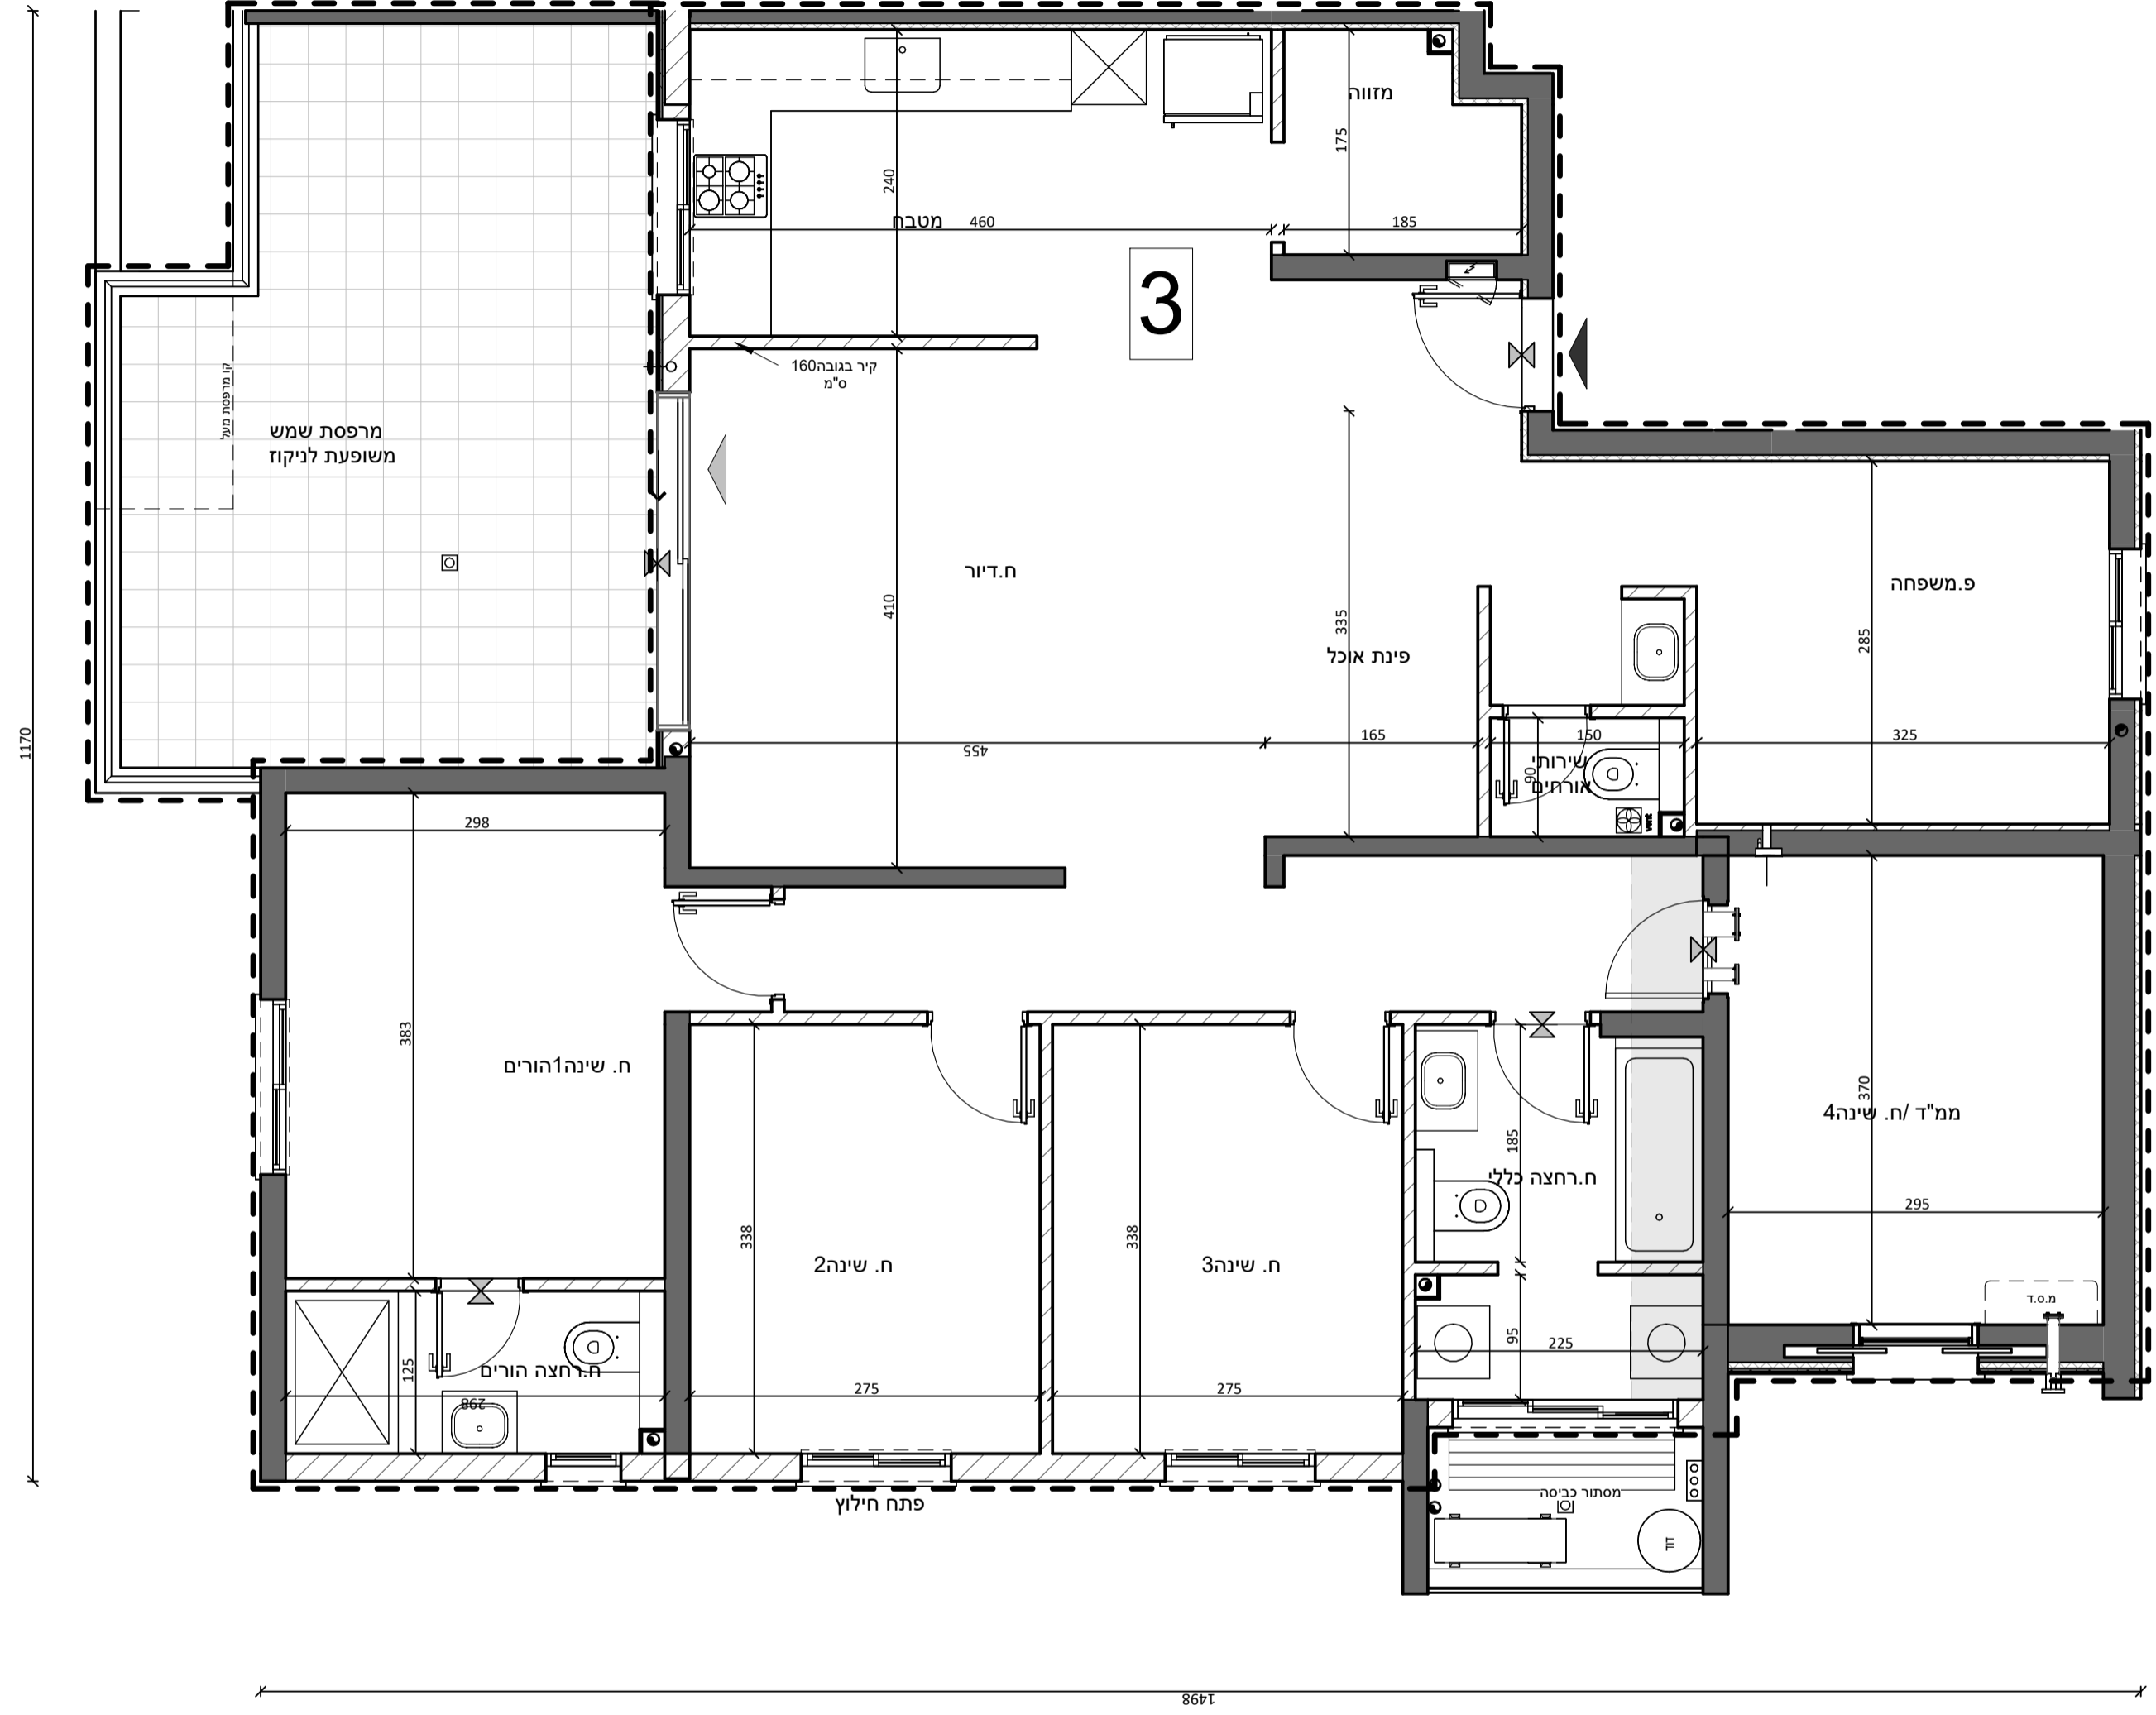 מזווה
175
240
מטבח
460
185
3
קיר בגובה160
ס"מ
קו מרפסת מעל
מרפסת שמש
משופעת לניקוז
ח.דיור
פ.משפחה
410
335
285
פינת אוכל
1170
455
165
150
325
שירותי
אורחים
90
vent
298
383
ח. שינה1הורים
370
ממ"ד /ח. שינה4
185
ח.רחצה כללי
295
338
338
ח. שינה2
ח. שינה3
מ.ס.ד
95
225
125
ח.רחצה הורים
298
275
275
מסתור כביסה
פתח חילוץ
דוד
1498